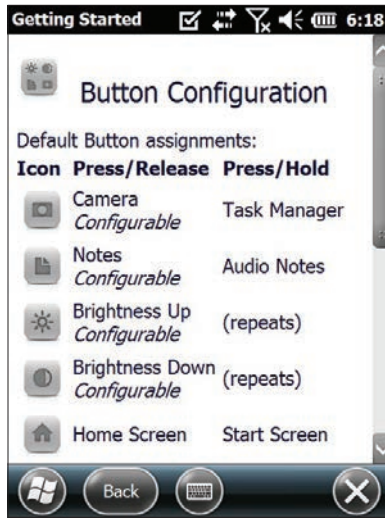 Getting Started 6:18
Button Configuration
Default Button assignments:
Icon Press/Release Press/Hold
Camera
Configurable Task Manager
Notes
Configurable Audio Notes
Brightness Up
Configurable (repeats)
Brightness Down
Configurable (repeats)
Home Screen Start Screen
Back